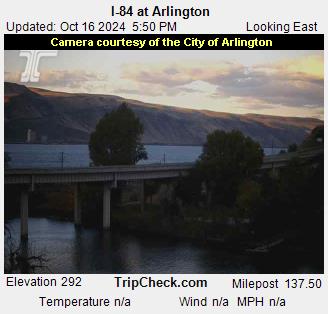 I-84 at Arlington
Updated: Oct 16 2024 5:50 PM Looking East
Camera courtesy of the City of Arlington
Elevation 292 TripCheck.com Milepost 137.50
Temperature n/a Wind n/a MPH n/a